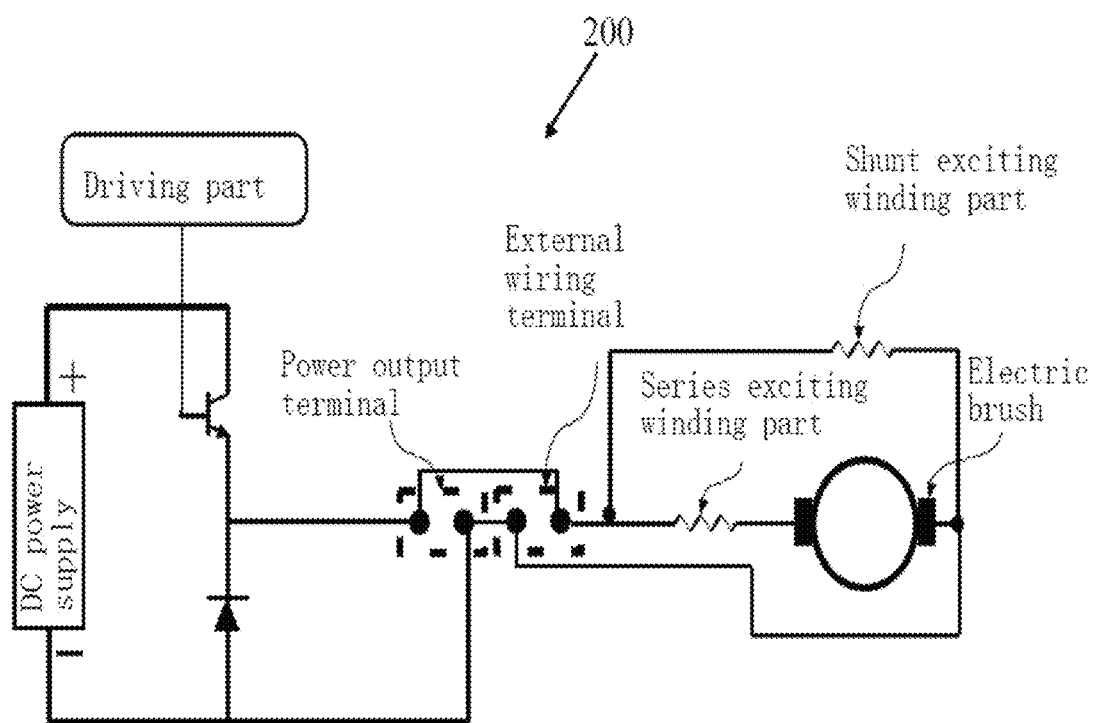 200
Driving part
Shunt exciting
winding part
External
wiring
terminal
Power output
terminal
Series exciting
winding part
Electric
brush
+
DC power
supply
−